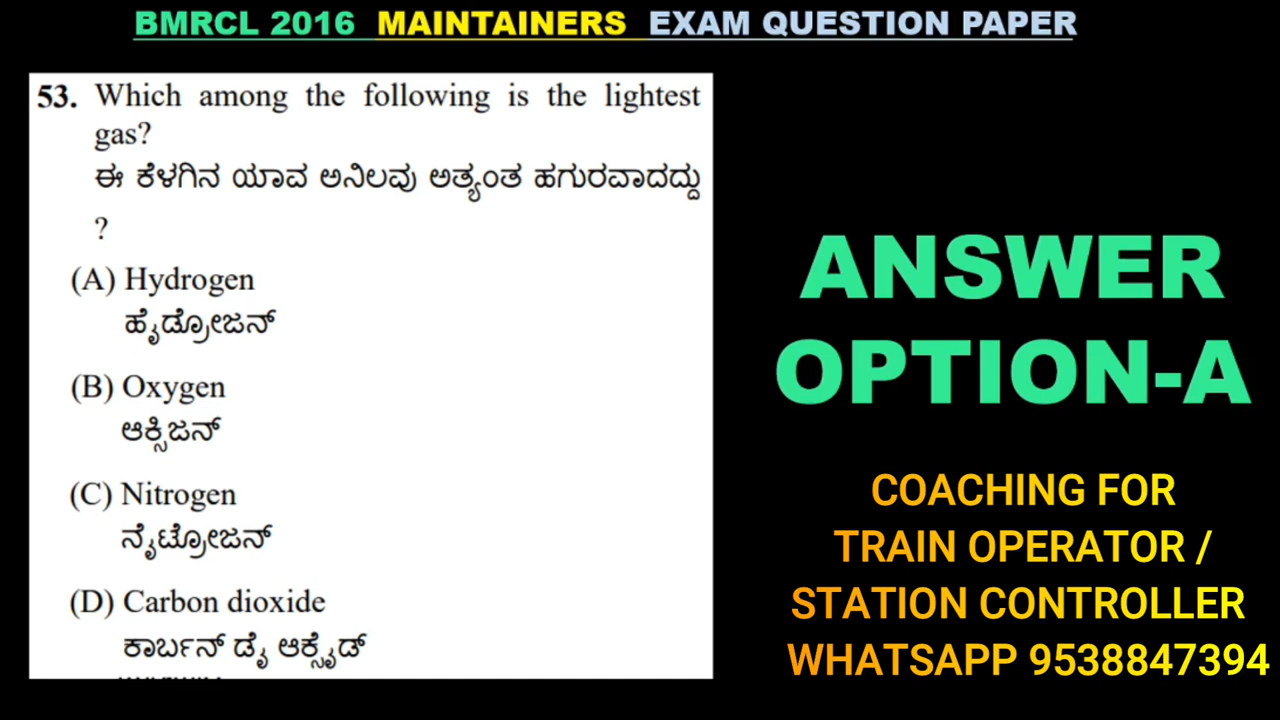 BMRCL 2016 MAINTAINERS EXAM QUESTION PAPER
53. Which among the following is the lightest
gas?
ಈ ಕೆಳಗಿನ ಯಾವ ಅನಿಲವು ಅತ್ಯಂತ ಹಗುರವಾದದ್ದು
?
(A) Hydrogen
ಹೈಡ್ರೋಜನ್
(B) Oxygen
ಆಕ್ಸಿಜನ್
(C) Nitrogen
ನೈಟ್ರೋಜನ್
(D) Carbon dioxide
ಕಾರ್ಬನ್ ಡೈ ಆಕ್ಸೈಡ್
ANSWER
OPTION-A
COACHING FOR
TRAIN OPERATOR /
STATION CONTROLLER
WHATSAPP 9538847394